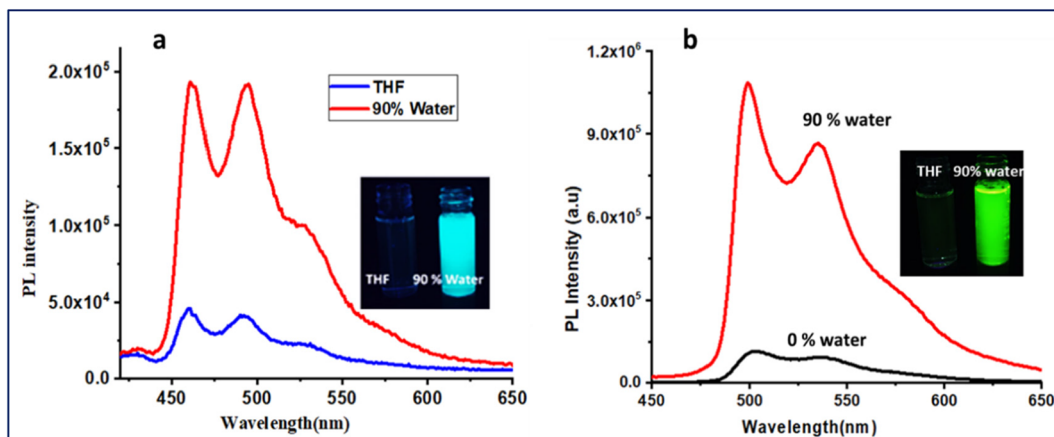 a
PL intensity
2.0x10⁵
1.5x10⁵
1.0x10⁵
5.0x10⁴
0.0
THF
90% Water
THF
90 % Water
450 500 550 600 650
Wavelength(nm)
b
PL Intensity (a.u)
1.2x10⁶
9.0x10⁵
6.0x10⁵
3.0x10⁵
0.0
90 % water
0 % water
THF
90% water
450 500 550 600 650
Wavelength(nm)